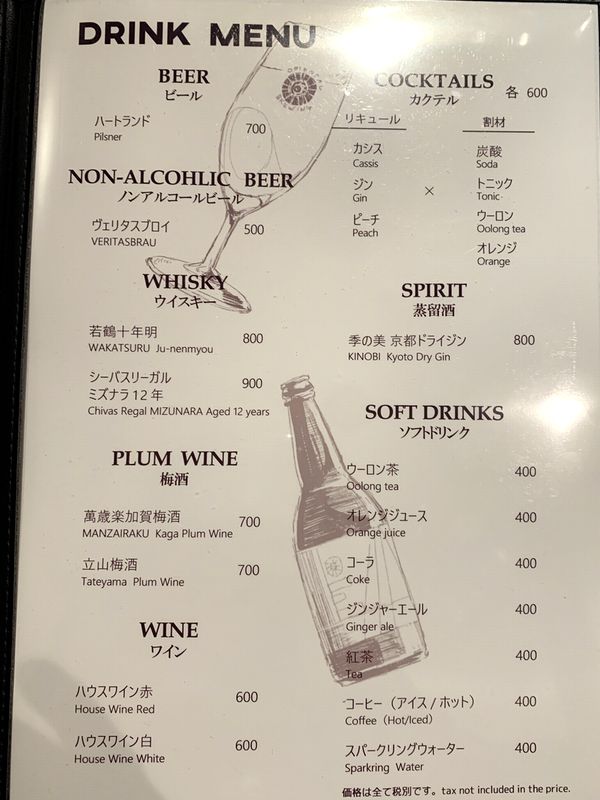 DRINK MENU
BEER
ビール
ハートランド 700
Pilsner
NON-ALCOHLIC BEER
ノンアルコールビール
ヴェリタスブロイ 500
VERITASBRAU
WHISKY
ウイスキー
若鶴十年明 800
WAKATSURU Ju-nenmyou
シーバスリーガル
ミズナラ12年 900
Chivas Regal MIZUNARA Aged 12 years
PLUM WINE
梅酒
萬歳楽加賀梅酒 700
MANZAIRAKU Kaga Plum Wine
立山梅酒 700
Tateyama Plum Wine
WINE
ワイン
ハウスワイン赤 600
House Wine Red
ハウスワイン白 600
House Wine White
COCKTAILS
カクテル 各 600
リキュール 割材
カシス 炭酸
Cassis Soda
ジン × トニック
Gin Tonic
ピーチ ウーロン
Peach Oolong tea
オレンジ
Orange
SPIRIT
蒸留酒
季の美 京都ドライジン 800
KINOBI Kyoto Dry Gin
SOFT DRINKS
ソフトドリンク
ウーロン茶 400
Oolong tea
オレンジジュース 400
Orange juice
コーラ 400
Coke
ジンジャーエール 400
Ginger ale
紅茶 400
Tea
コーヒー（アイス/ホット） 400
Coffee（Hot/Iced）
スパークリングウォーター 400
Sparkring Water
価格は全て税別です。tax not included in the price.